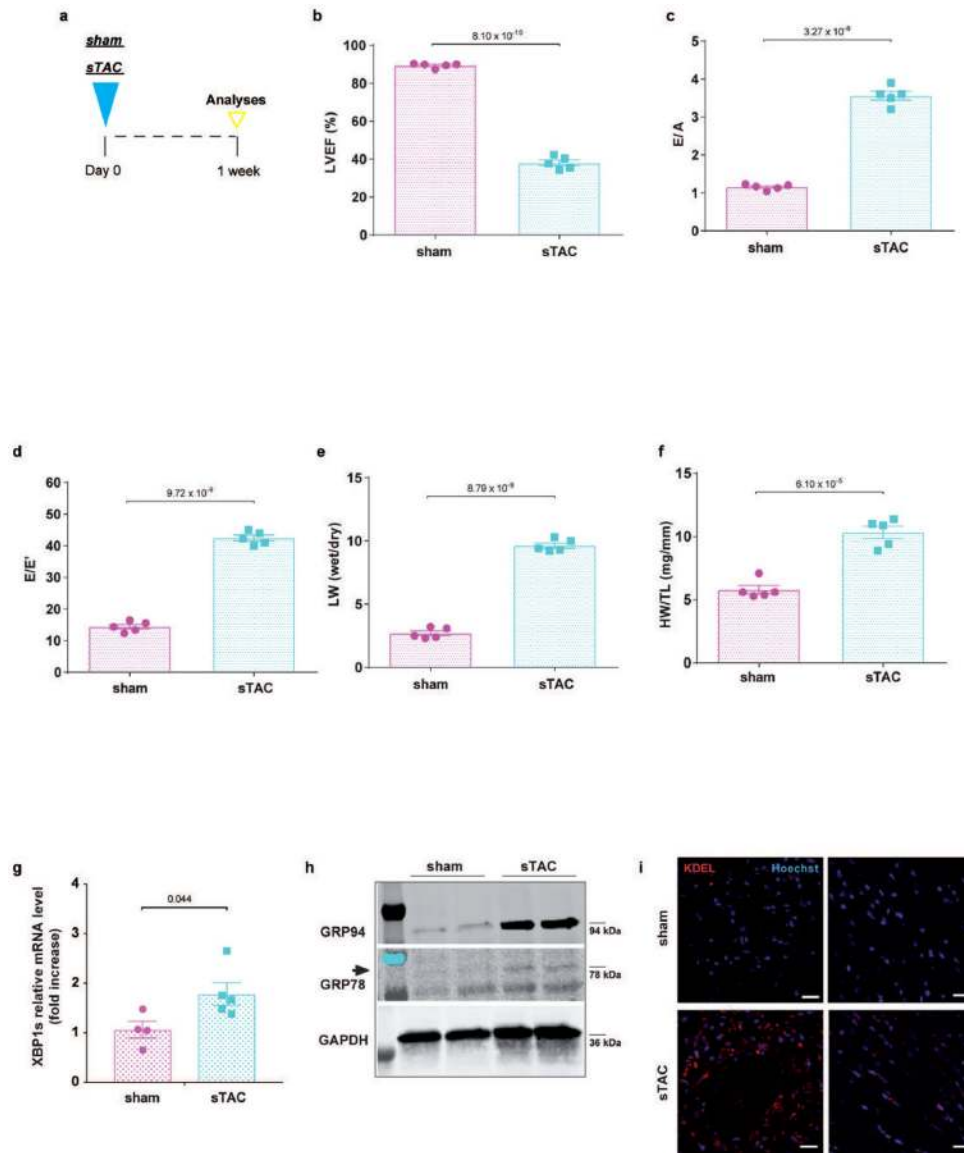 a
sham
sTAC
Analyses
Day 0
1 week
b
8.10 x 10⁻¹⁰
LVEF (%)
100
80
60
40
20
0
sham
sTAC
c
3.27 x 10⁻⁸
E/A
5
4
3
2
1
0
sham
sTAC
d
9.72 x 10⁻⁹
E/E'
60
50
40
30
20
10
0
sham
sTAC
e
8.79 x 10⁻⁹
LW (wet/dry)
15
10
5
0
sham
sTAC
f
6.10 x 10⁻⁵
HW/TL (mg/mm)
15
10
5
0
sham
sTAC
g
0.044
XBP1s relative mRNA level
(fold increase)
4
3
2
1
0
sham
sTAC
h
sham
sTAC
GRP94
94 kDa
78 kDa
GRP78
GAPDH
36 kDa
i
KDEL
Hoechst
sham
sTAC